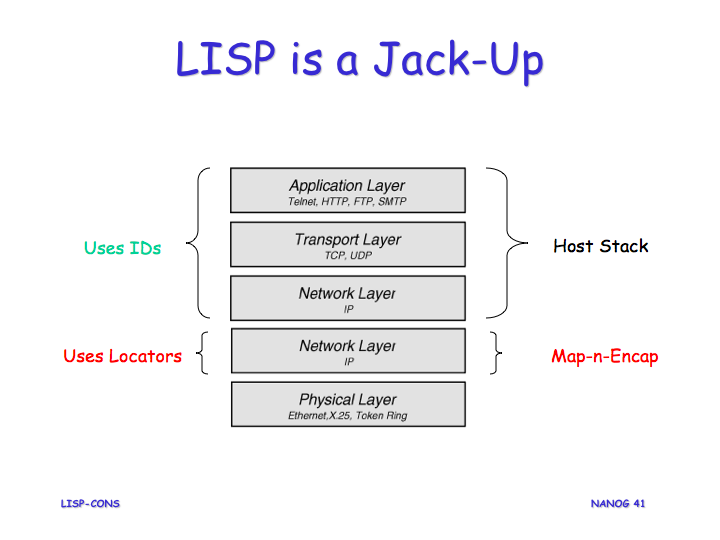 LISP is a Jack-Up
Application Layer
Telnet, HTTP, FTP, SMTP
Transport Layer
TCP, UDP
Uses IDs
Host Stack
Network Layer
IP
Network Layer
IP
Uses Locators
Map-n-Encap
Physical Layer
Ethernet,X.25, Token Ring
LISP-CONS
NANOG 41